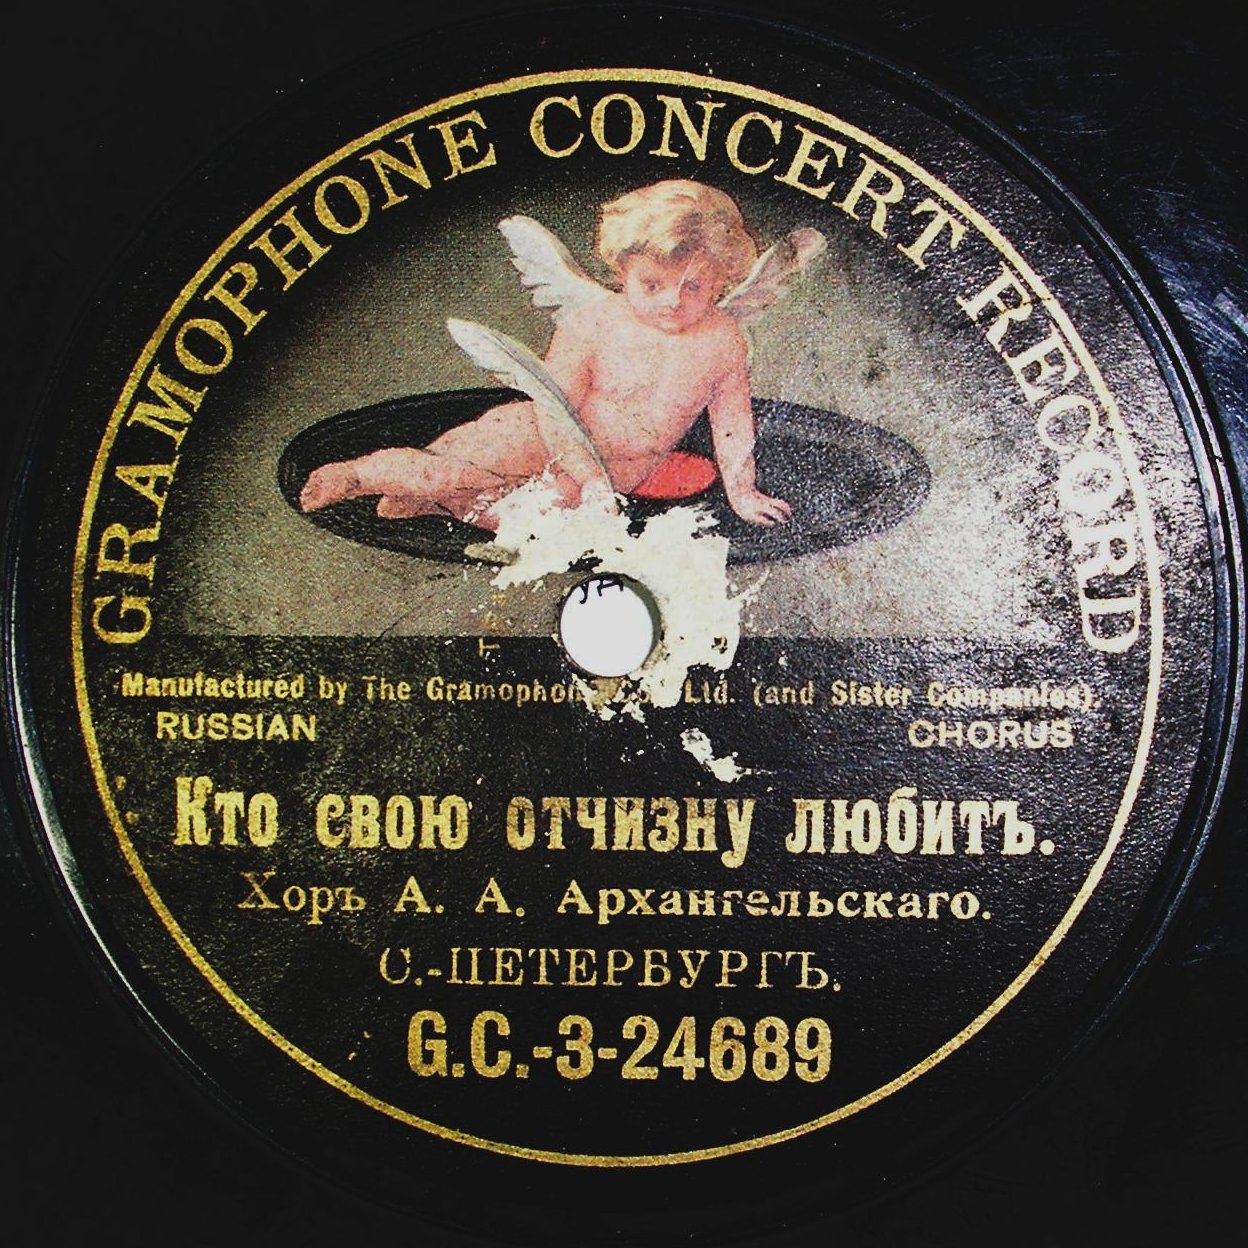 GRAMOPHONE CONCERT RECORD
Manufactured by The Gramophone Co., Ltd. (and Sister Companies).
RUSSIAN CHORUS
Кто свою отчизну любитъ.
Хоръ А. А. Архангельскаго.
С.-ПЕТЕРБУРГЪ.
G.C.-3-24689